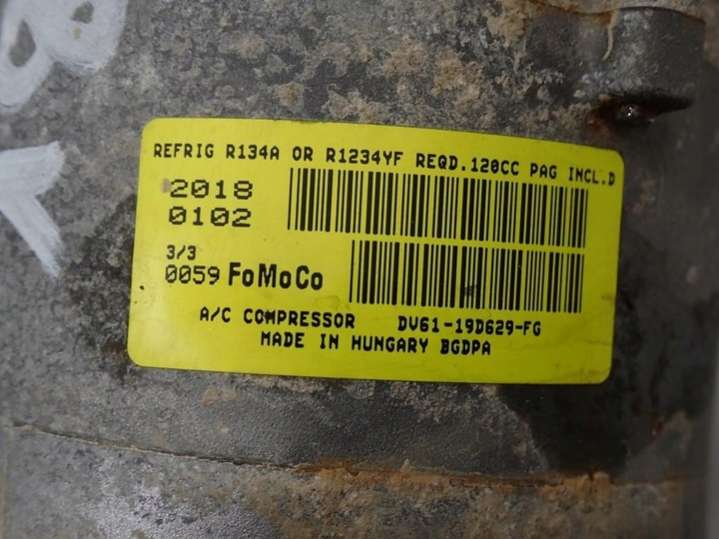 REFRIG R134A OR R1234YF REQD.120CC PAG INCL.D
2018
0102
3/3
0059 FoMoCo
A/C COMPRESSOR DV61-19D629-FG
MADE IN HUNGARY BGDPA